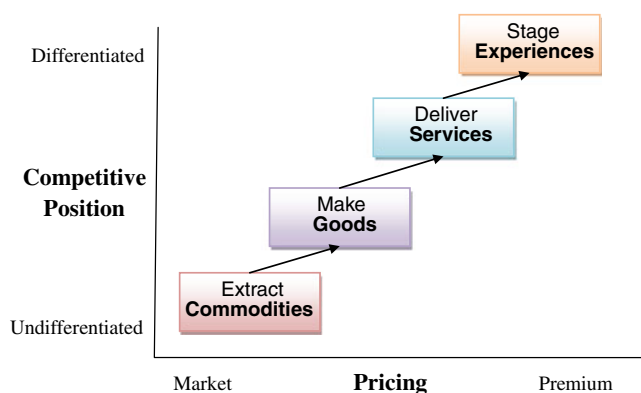 Differentiated
Stage
Experiences
Deliver
Services
Competitive
Position
Make
Goods
Extract
Commodities
Undifferentiated
Market
Pricing
Premium